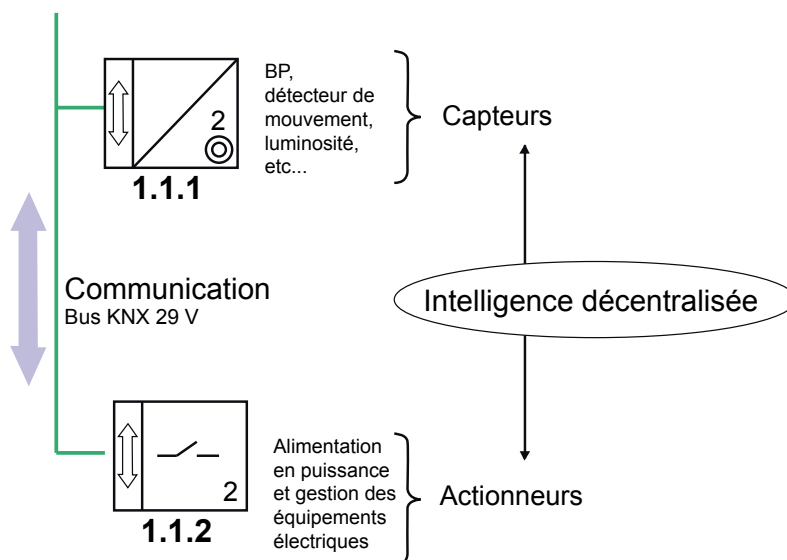 BP,
détecteur de
mouvement,
luminosité,
etc...
2
1.1.1
Capteurs
Communication
Bus KNX 29 V
Intelligence décentralisée
2
1.1.2
Alimentation
en puissance
et gestion des
équipements
électriques
Actionneurs